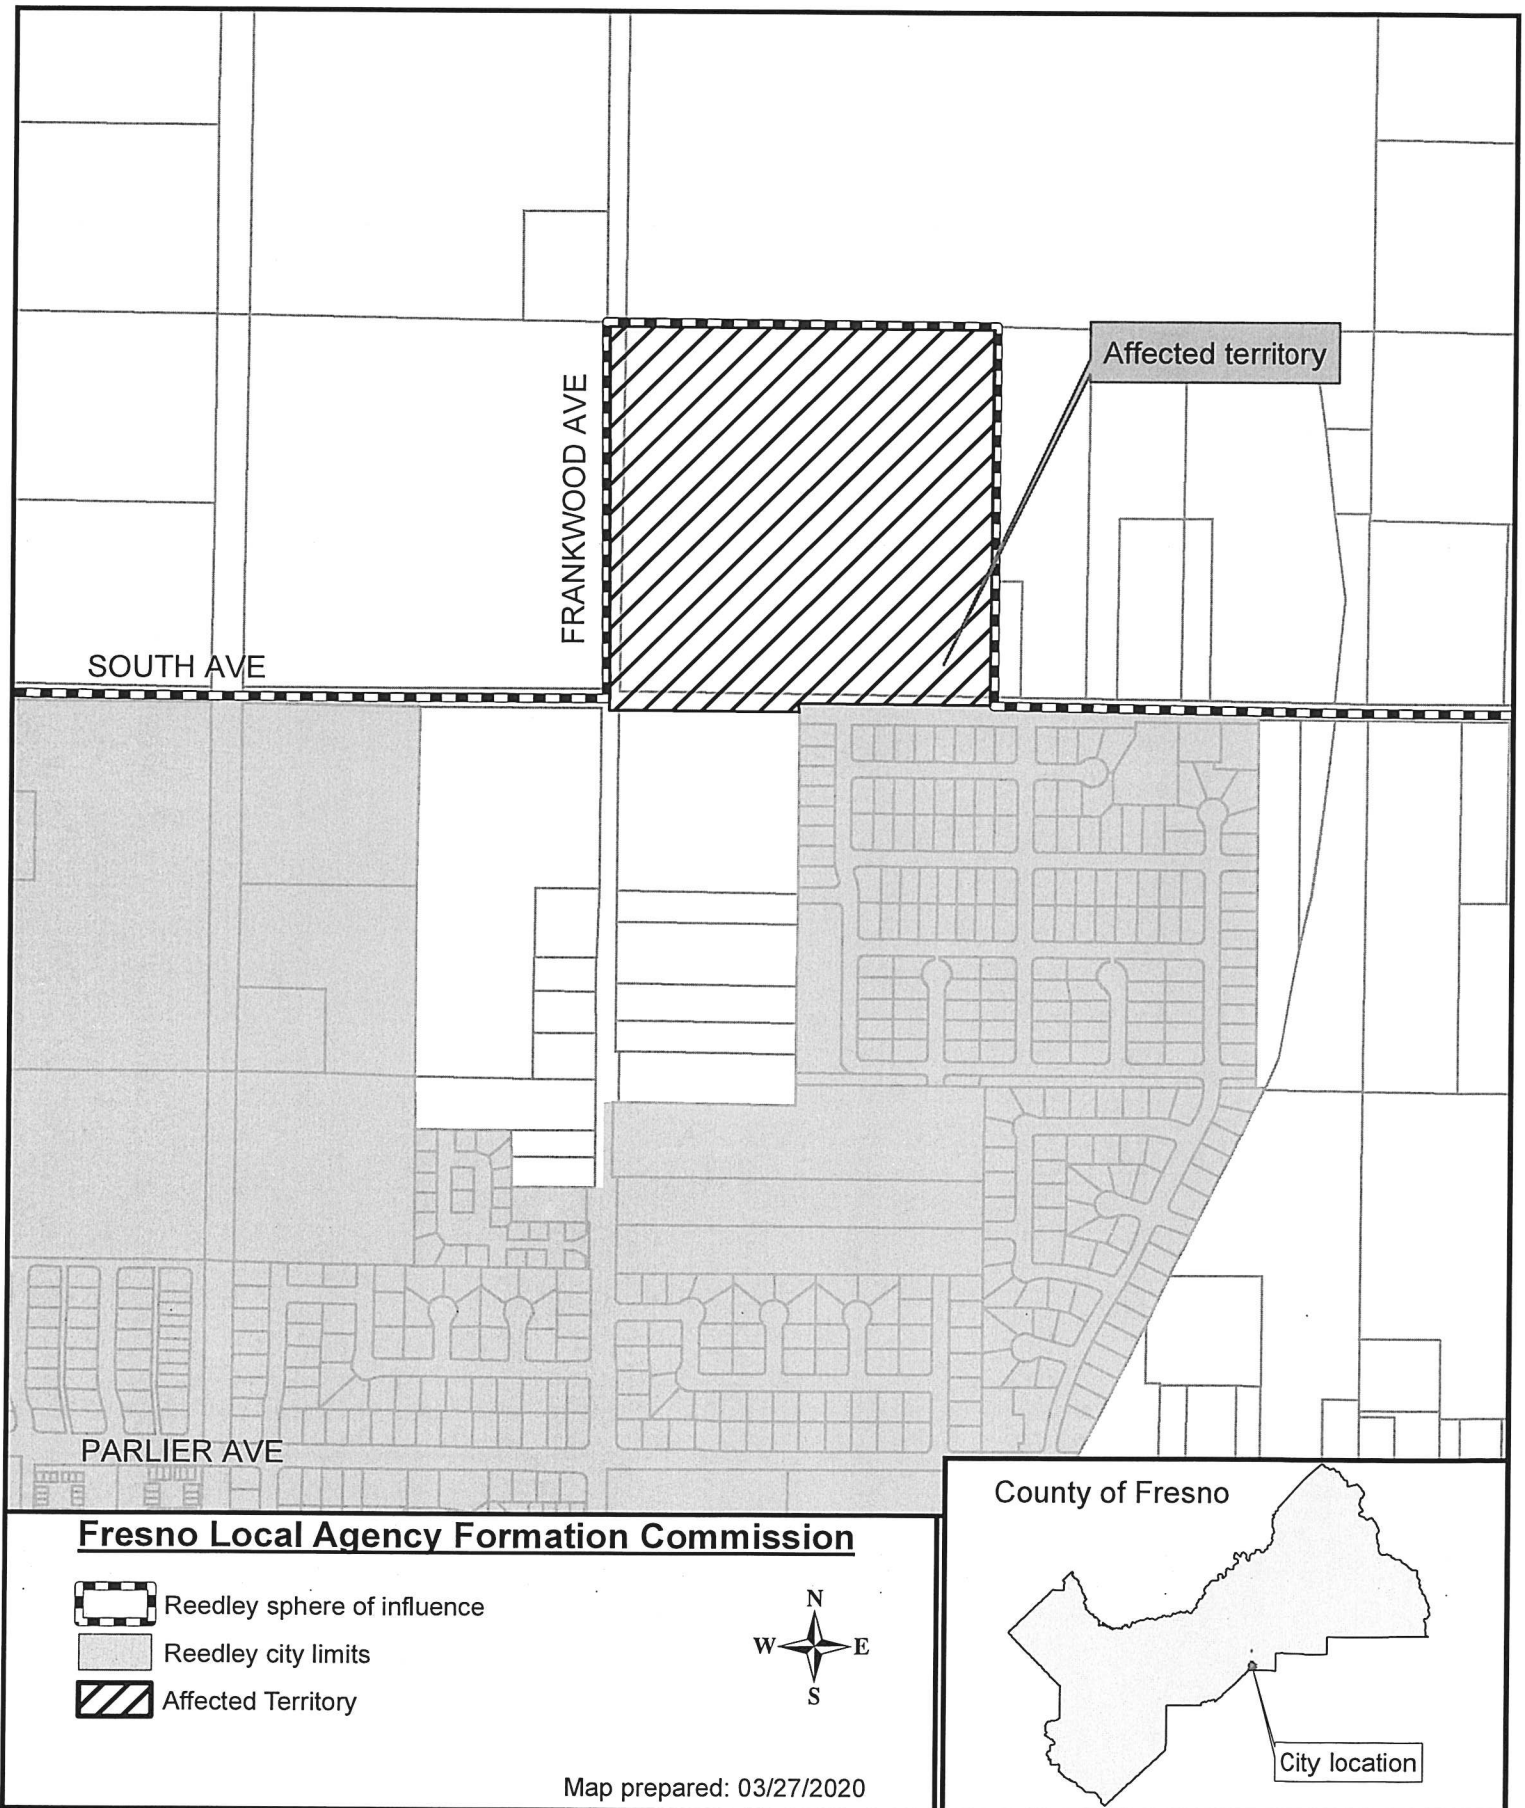 Affected territory
FRANKWOOD AVE
SOUTH AVE
PARLIER AVE
County of Fresno
City location
Fresno Local Agency Formation Commission
Reedley sphere of influence
Reedley city limits
Affected Territory
N
W E
S
Map prepared: 03/27/2020